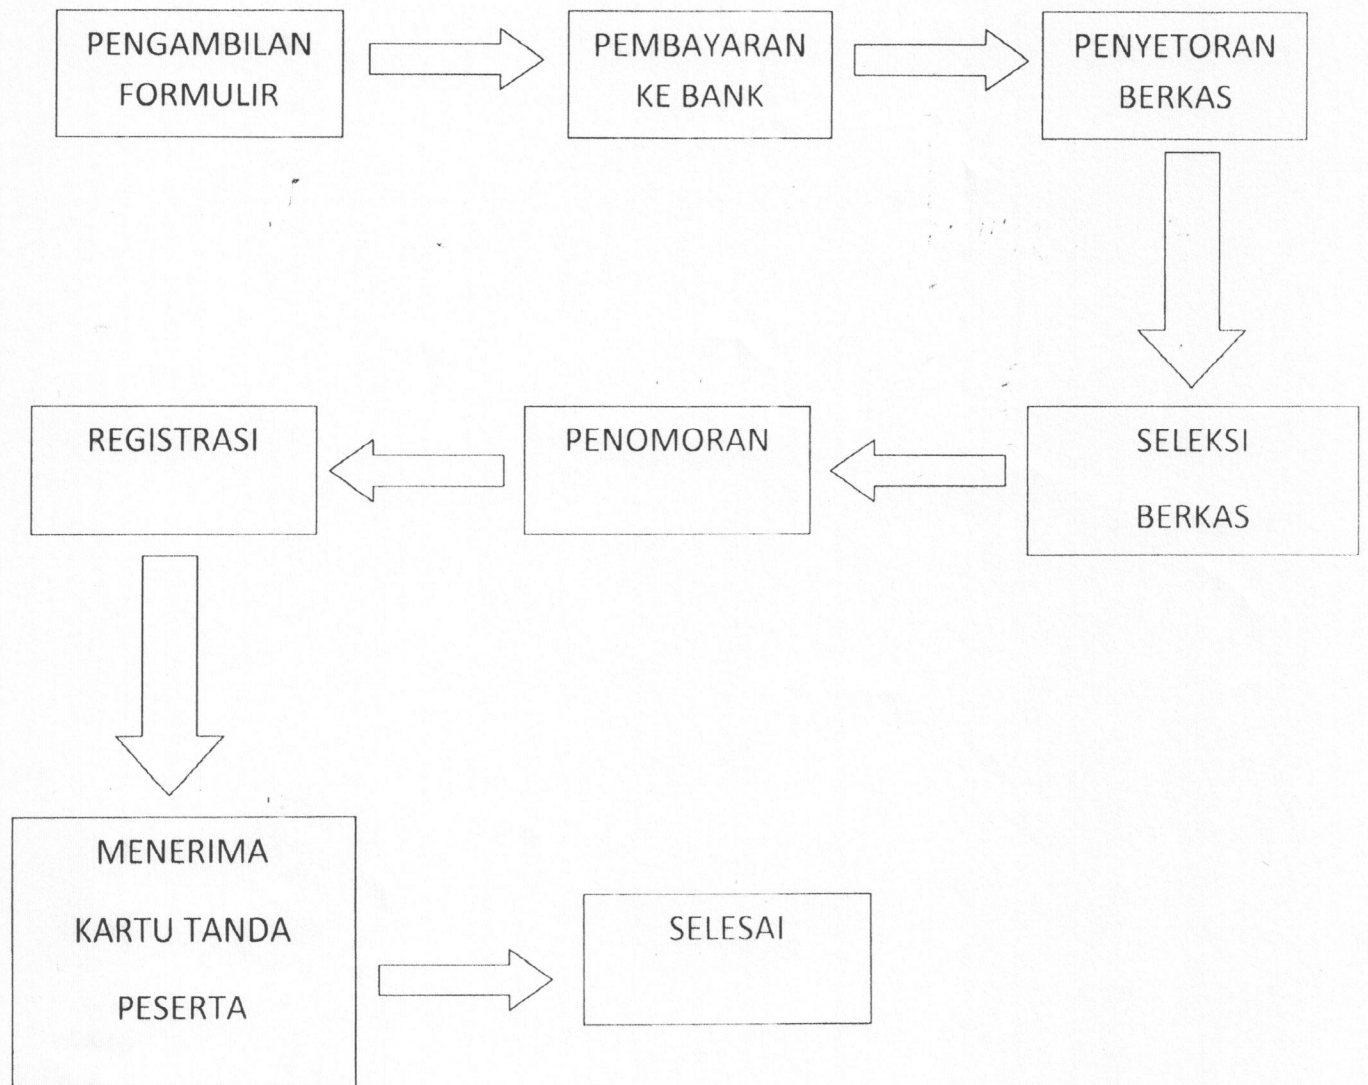 PENGAMBILAN
FORMULIR
PEMBAYARAN
KE BANK
PENYETORAN
BERKAS
SELEKSI
BERKAS
PENOMORAN
REGISTRASI
MENERIMA
KARTU TANDA
PESERTA
SELESAI